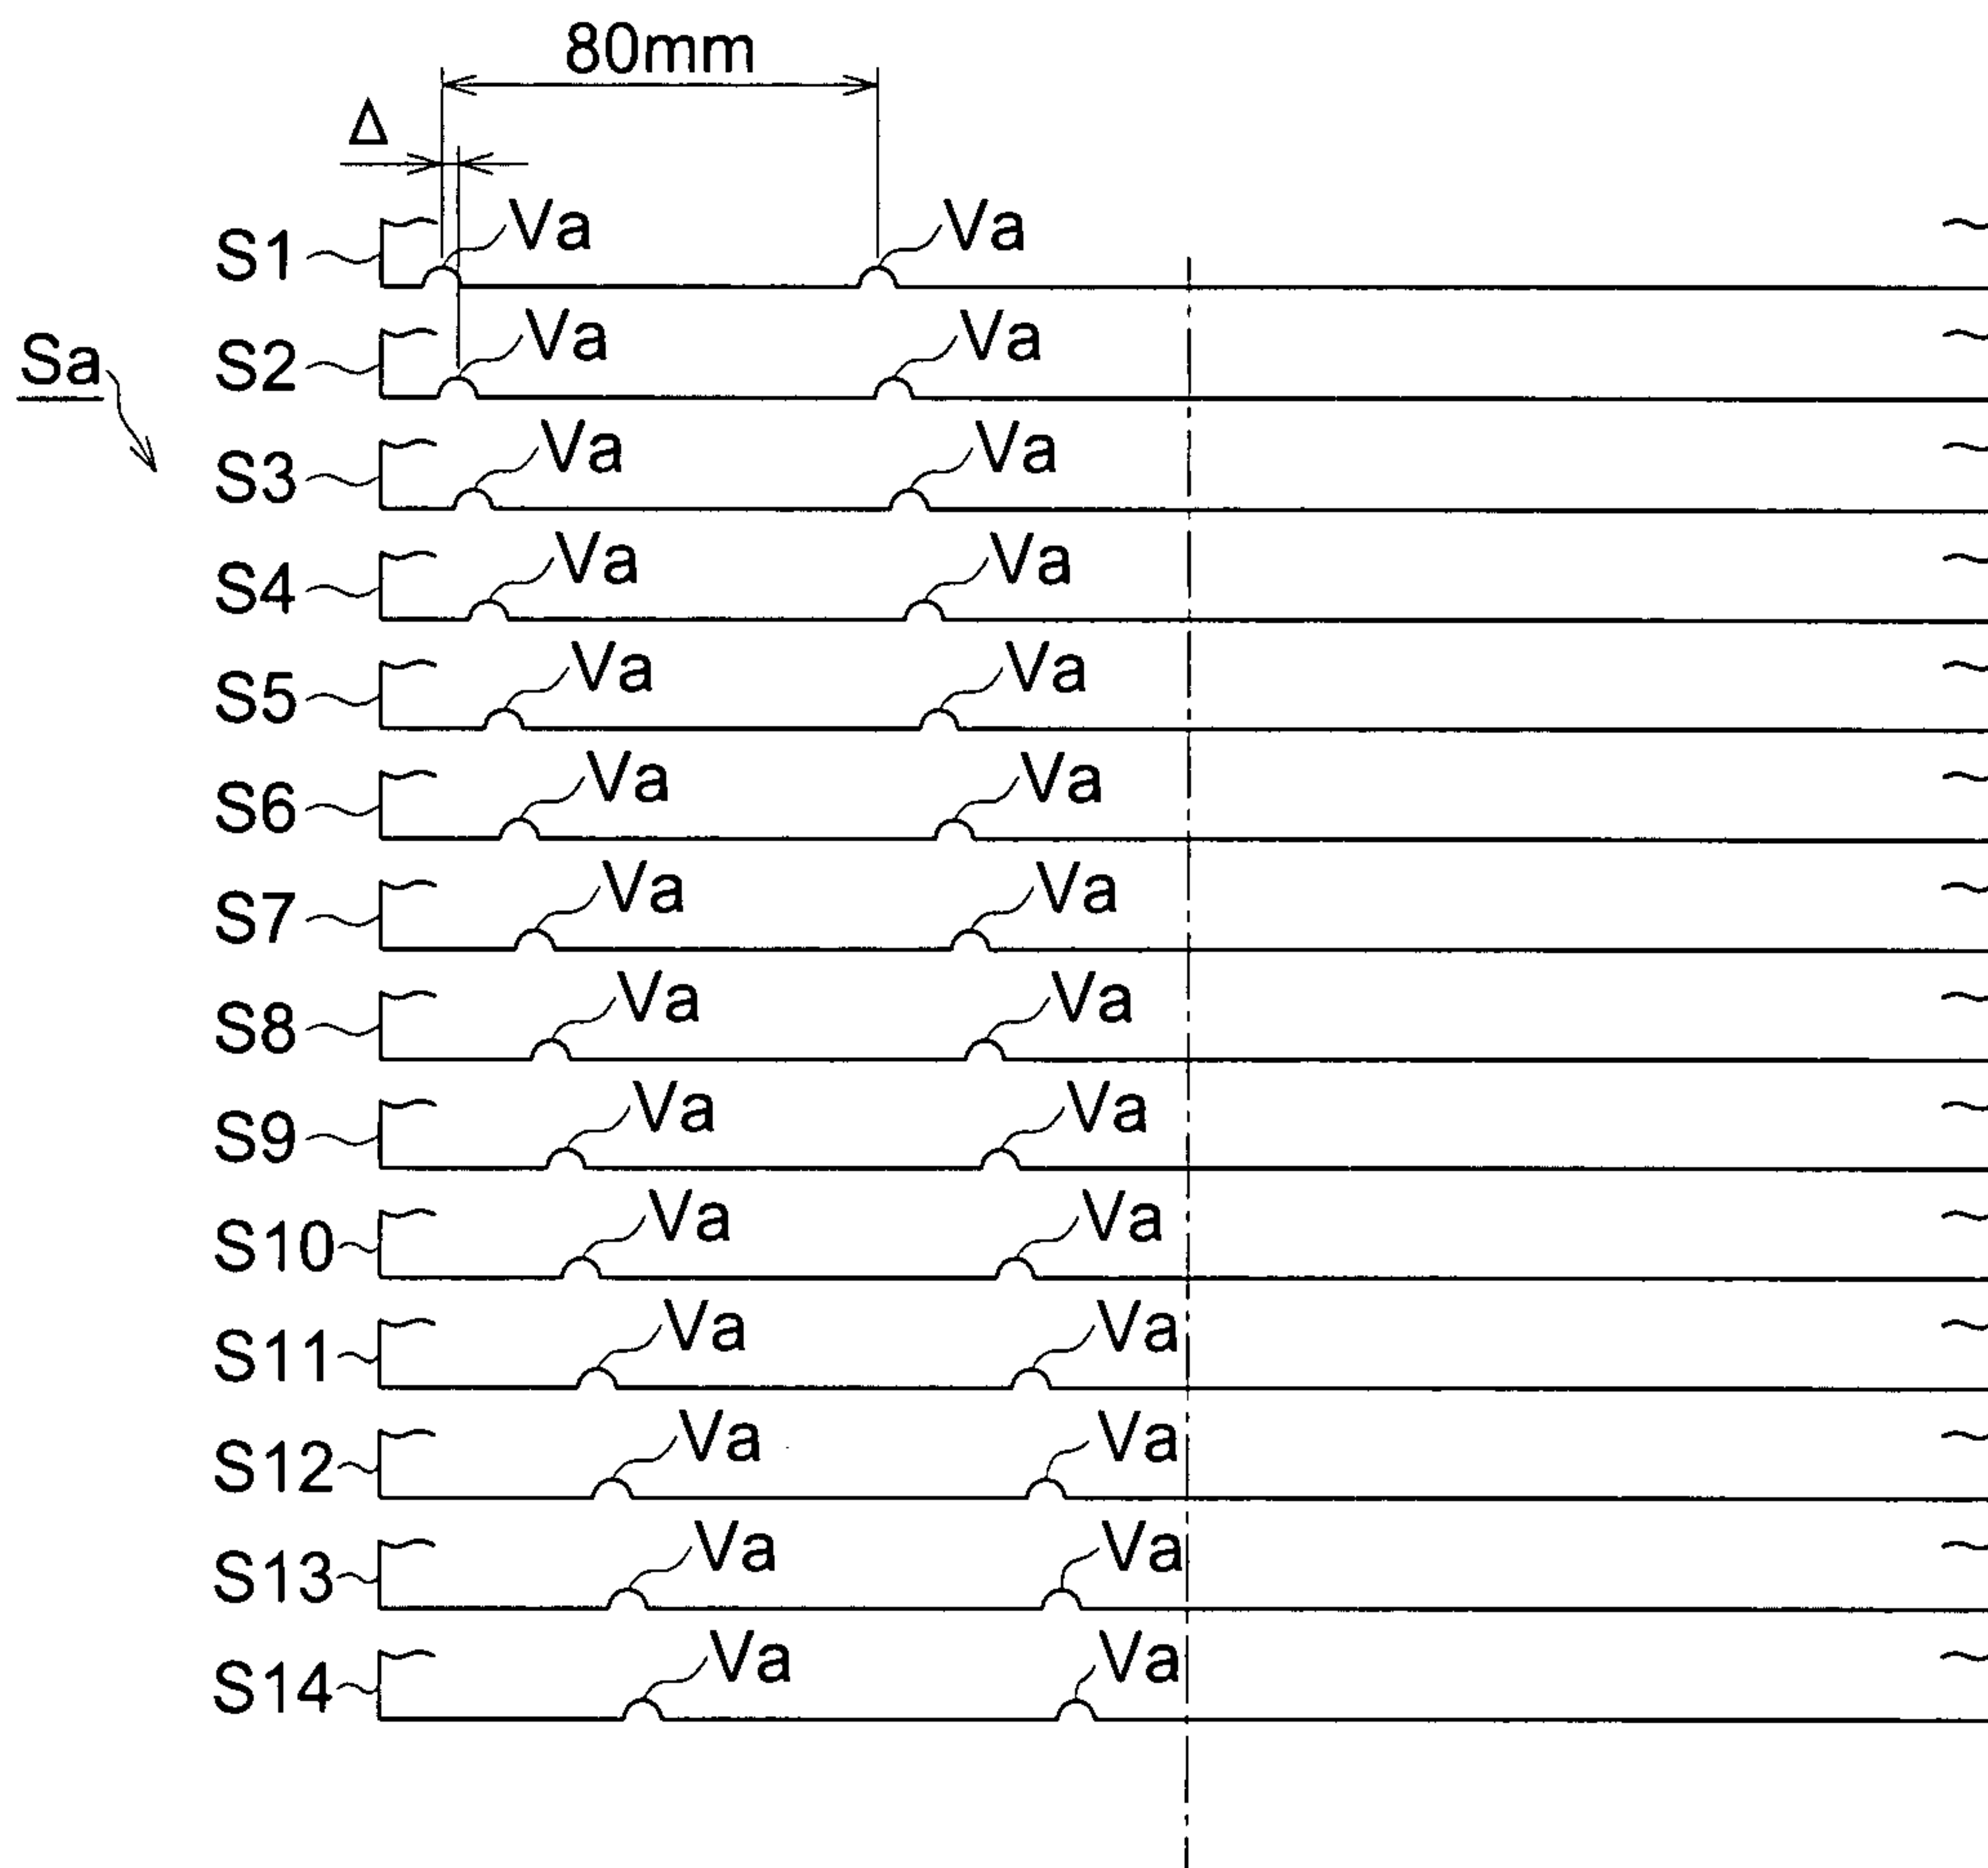 80mm
Δ
S1 Va Va
S2 Va Va
Sa
S3 Va Va
S4 Va Va
S5 Va Va
S6 Va Va
S7 Va Va
S8 Va Va
S9 Va Va
S10 Va Va
S11 Va Va
S12 Va Va
S13 Va Va
S14 Va Va